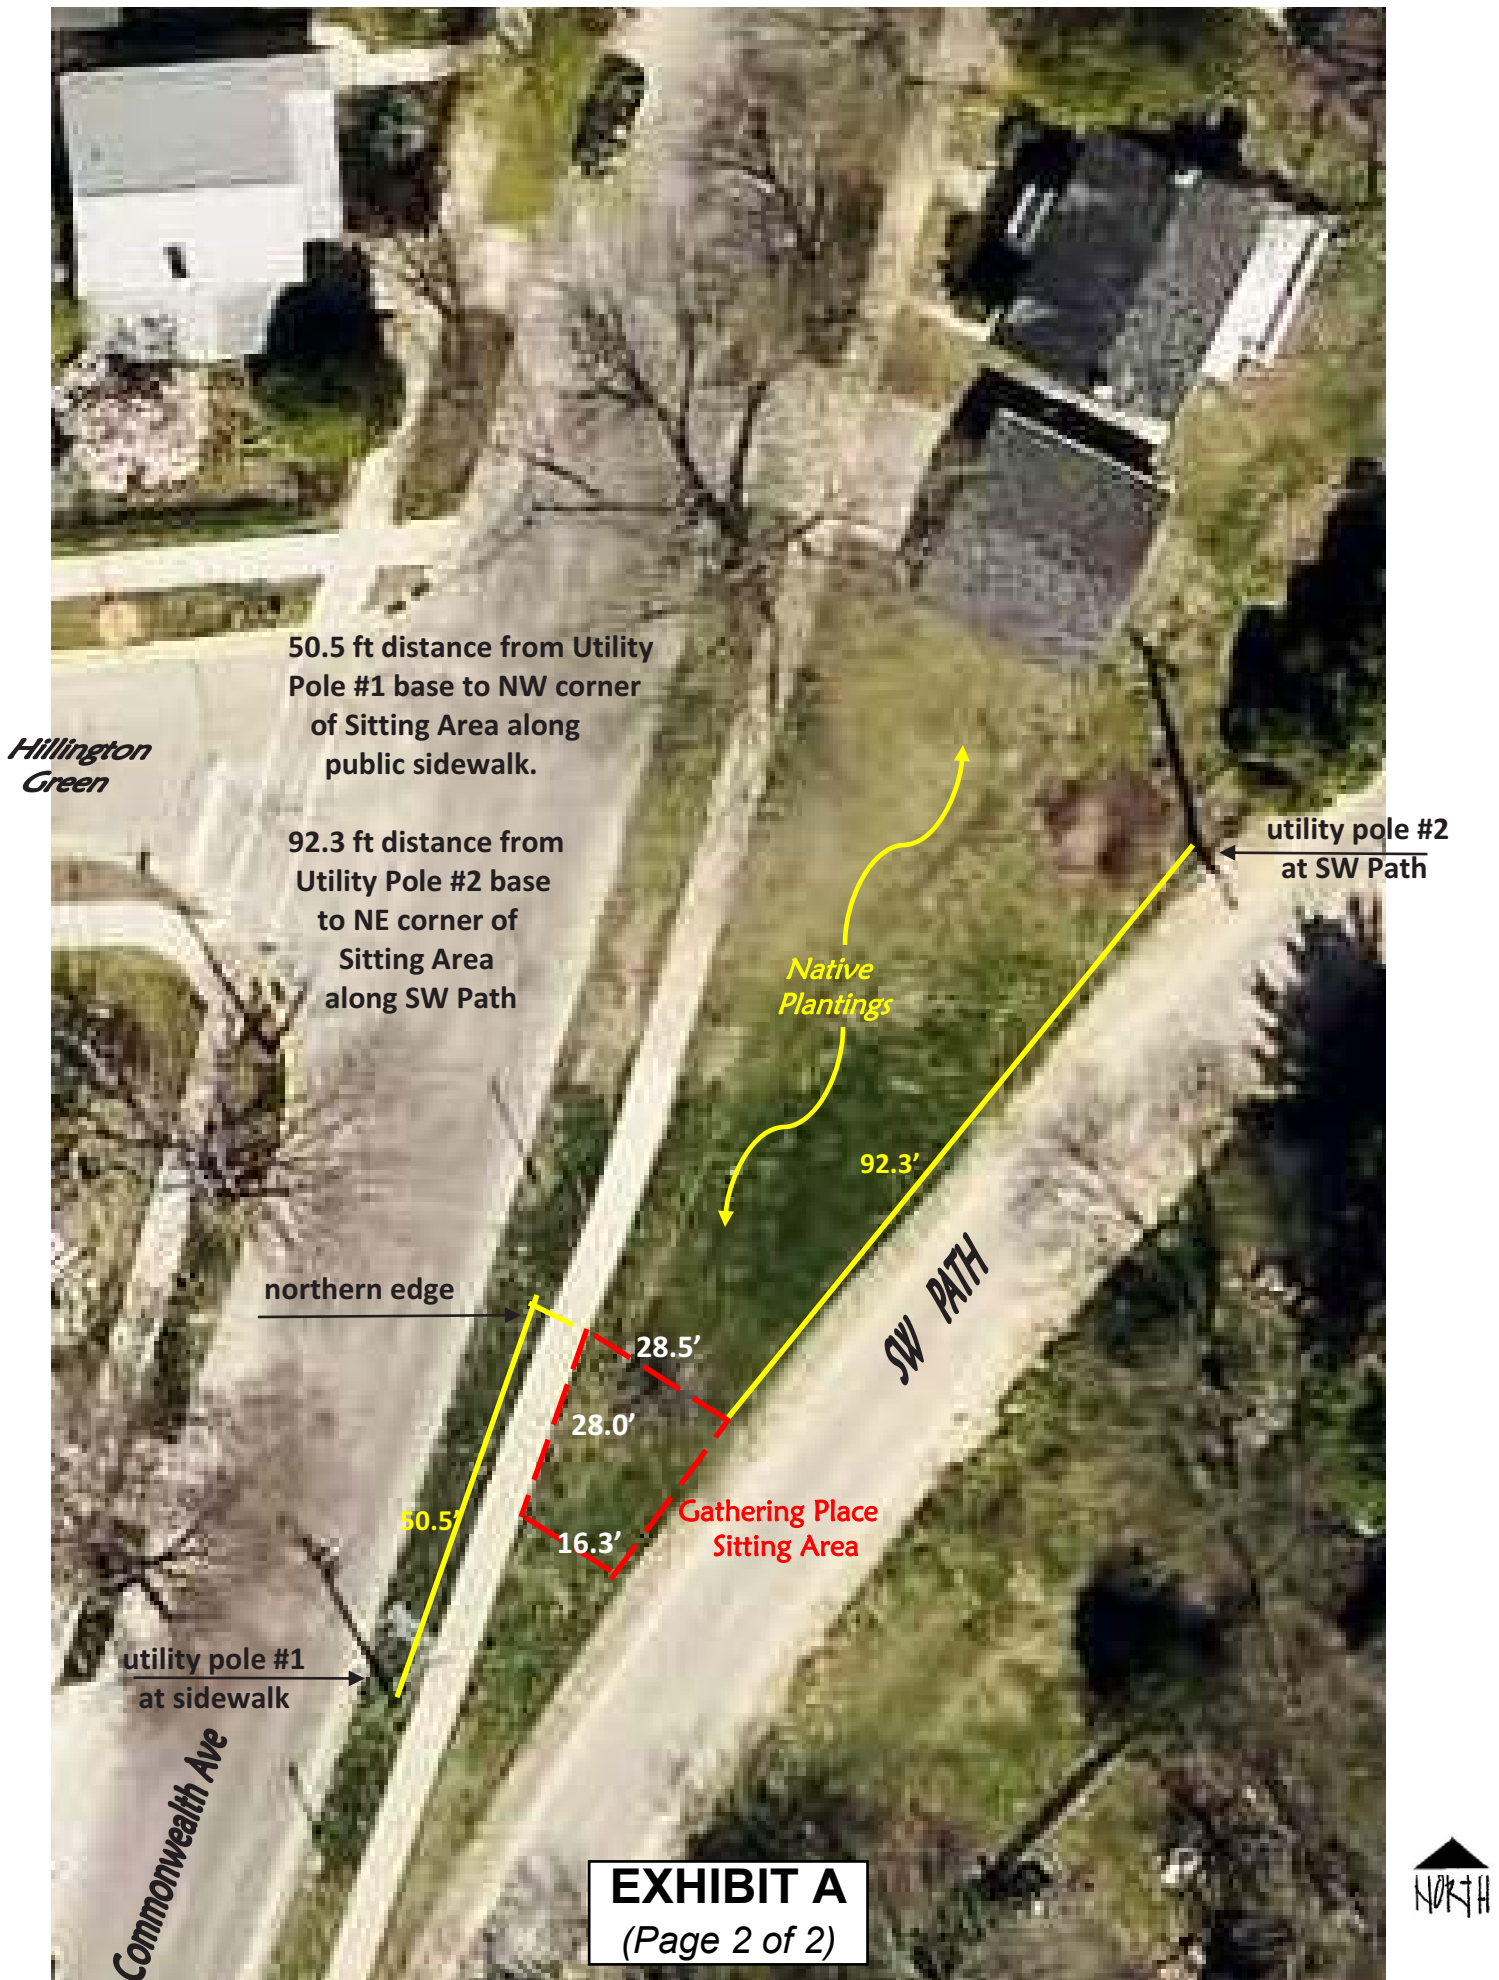 50.5 ft distance from Utility
Pole #1 base to NW corner
of Sitting Area along
public sidewalk.
Hillington
Green
92.3 ft distance from
Utility Pole #2 base
to NE corner of
Sitting Area
along SW Path
utility pole #2
at SW Path
Native
Plantings
92.3’
SW PATH
northern edge
28.5’
28.0’
50.5’
16.3’
Gathering Place
Sitting Area
utility pole #1
at sidewalk
Commonwealth Ave
EXHIBIT A
(Page 2 of 2)
NORTH